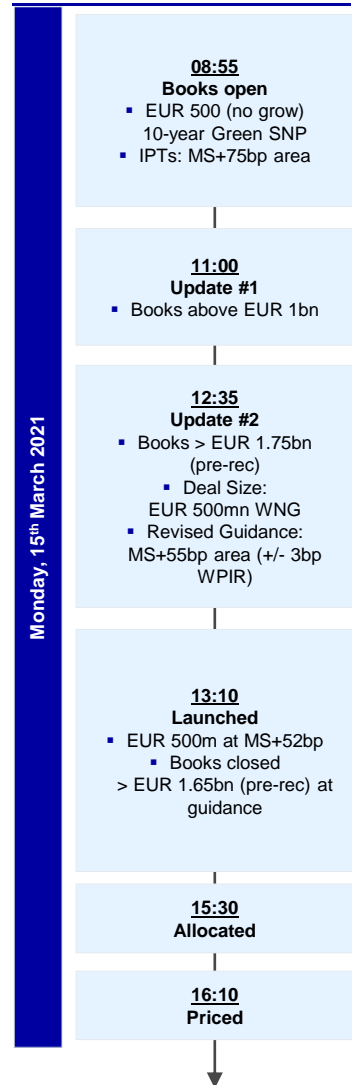 Monday, 15th March 2021
08:55
Books open
▪ EUR 500 (no grow)
10-year Green SNP
▪ IPTs: MS+75bp area
11:00
Update #1
▪ Books above EUR 1bn
12:35
Update #2
▪ Books > EUR 1.75bn
(pre-rec)
▪ Deal Size:
EUR 500mn WNG
▪ Revised Guidance:
MS+55bp area (+/- 3bp
WPIR)
13:10
Launched
▪ EUR 500m at MS+52bp
▪ Books closed
> EUR 1.65bn (pre-rec) at
guidance
15:30
Allocated
16:10
Priced